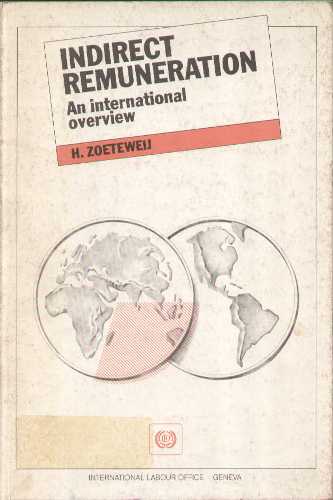 INDIRECT
REMUNERATION
An international
overview
H. ZOETEWEIJ
INTERNATIONAL LABOUR OFFICE GENEVA